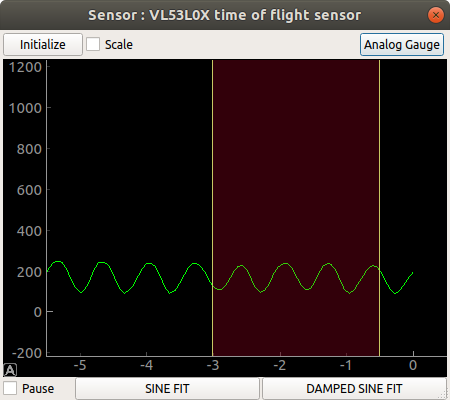 Sensor : VL53L0X time of flight sensor
Initialize Scale Analog Gauge
1200
1000
800
600
400
200
0
-200
-5 -4 -3 -2 -1 0
A
Pause SINE FIT DAMPED SINE FIT